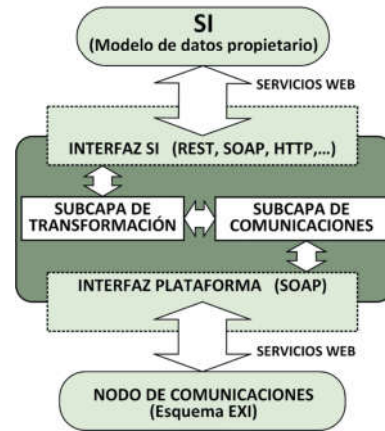 SI
(Modelo de datos propietario)
SERVICIOS WEB
INTERFAZ SI (REST, SOAP, HTTP,...)
SUBCAPA DE
TRANSFORMACIÓN
SUBCAPA DE
COMUNICACIONES
INTERFAZ PLATAFORMA (SOAP)
SERVICIOS WEB
NODO DE COMUNICACIONES
(Esquema EXI)